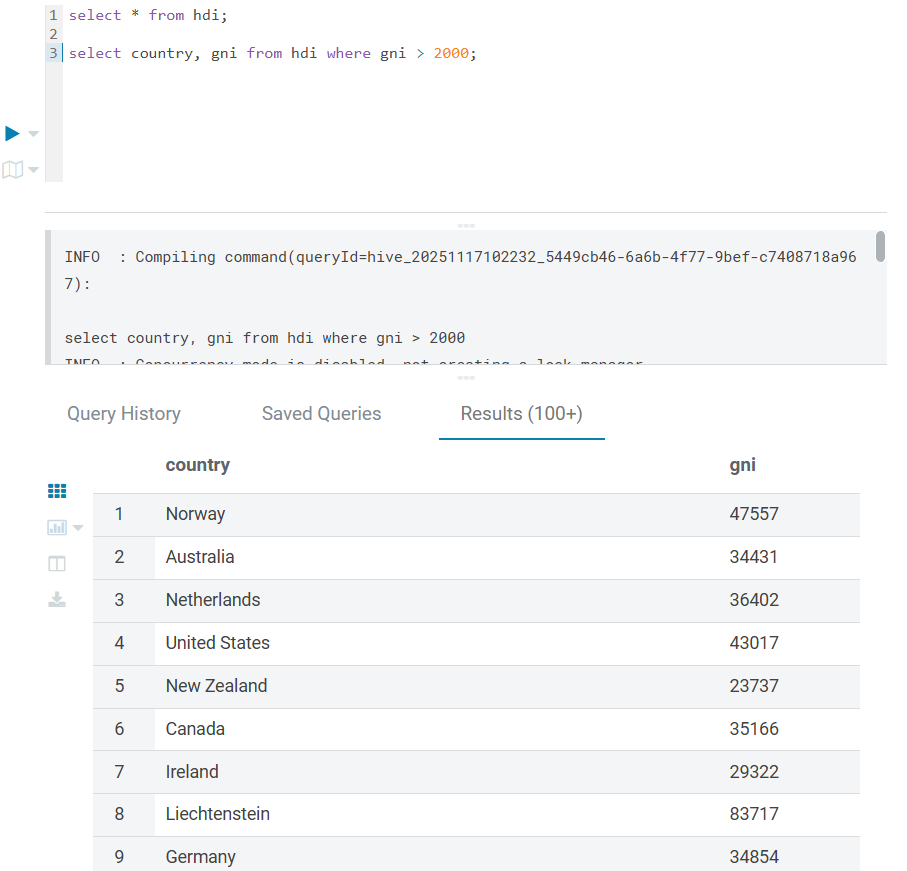 1 select * from hdi;
2
3 select country, gni from hdi where gni > 2000;
INFO : Compiling command(queryId=hive_20251117102232_5449cb46-6a6b-4f77-9bef-c7408718a96
7):
select country, gni from hdi where gni > 2000
INFO : Concurrency mode is disabled, not creating a lock manager
Query History Saved Queries Results (100+)
country gni
1 Norway 47557
2 Australia 34431
3 Netherlands 36402
4 United States 43017
5 New Zealand 23737
6 Canada 35166
7 Ireland 29322
8 Liechtenstein 83717
9 Germany 34854